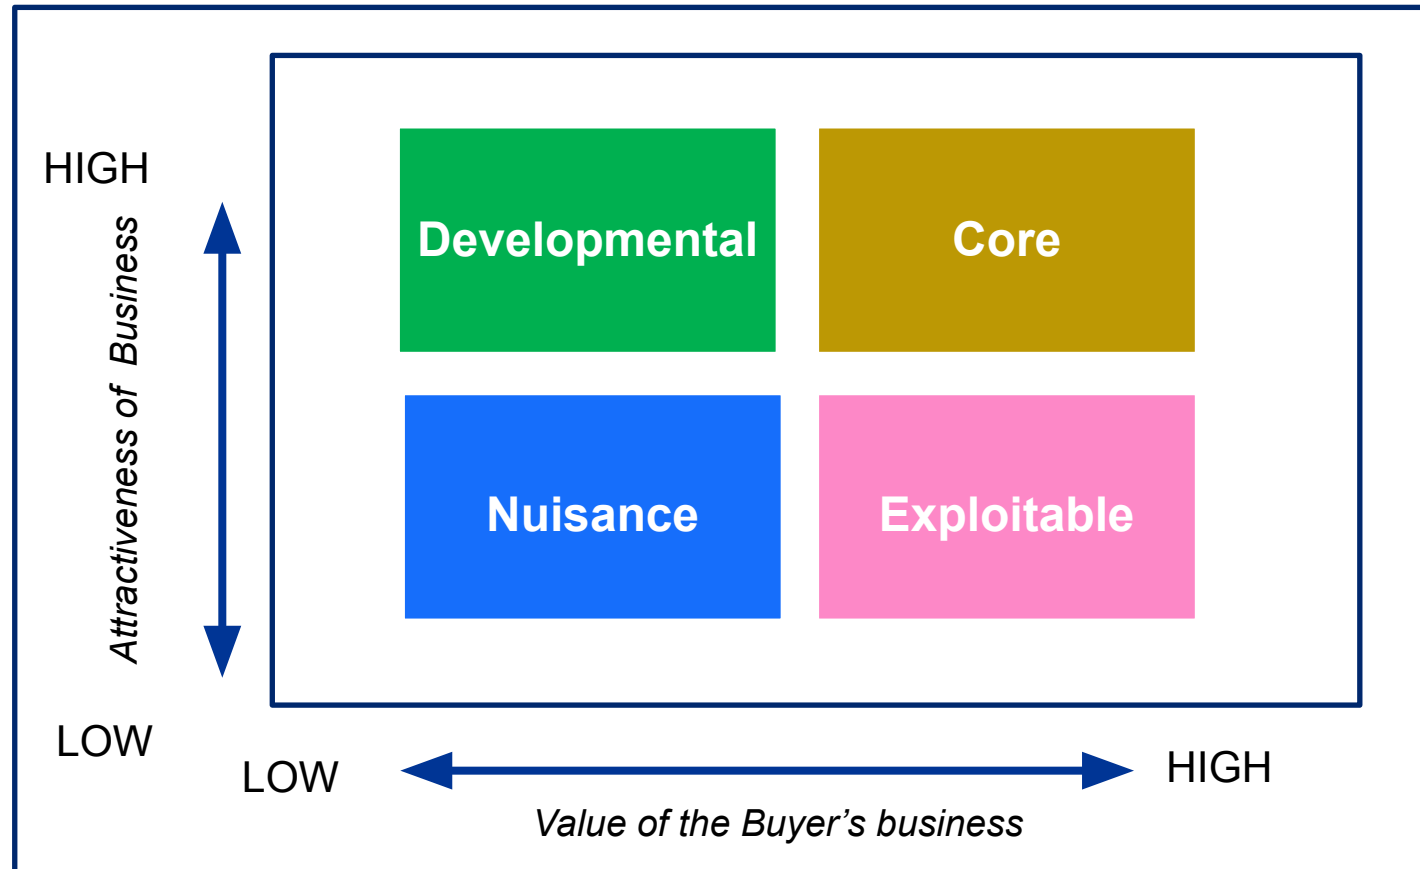 HIGH
Attractiveness of Business
LOW
Developmental
Core
Nuisance
Exploitable
LOW
HIGH
Value of the Buyer’s business